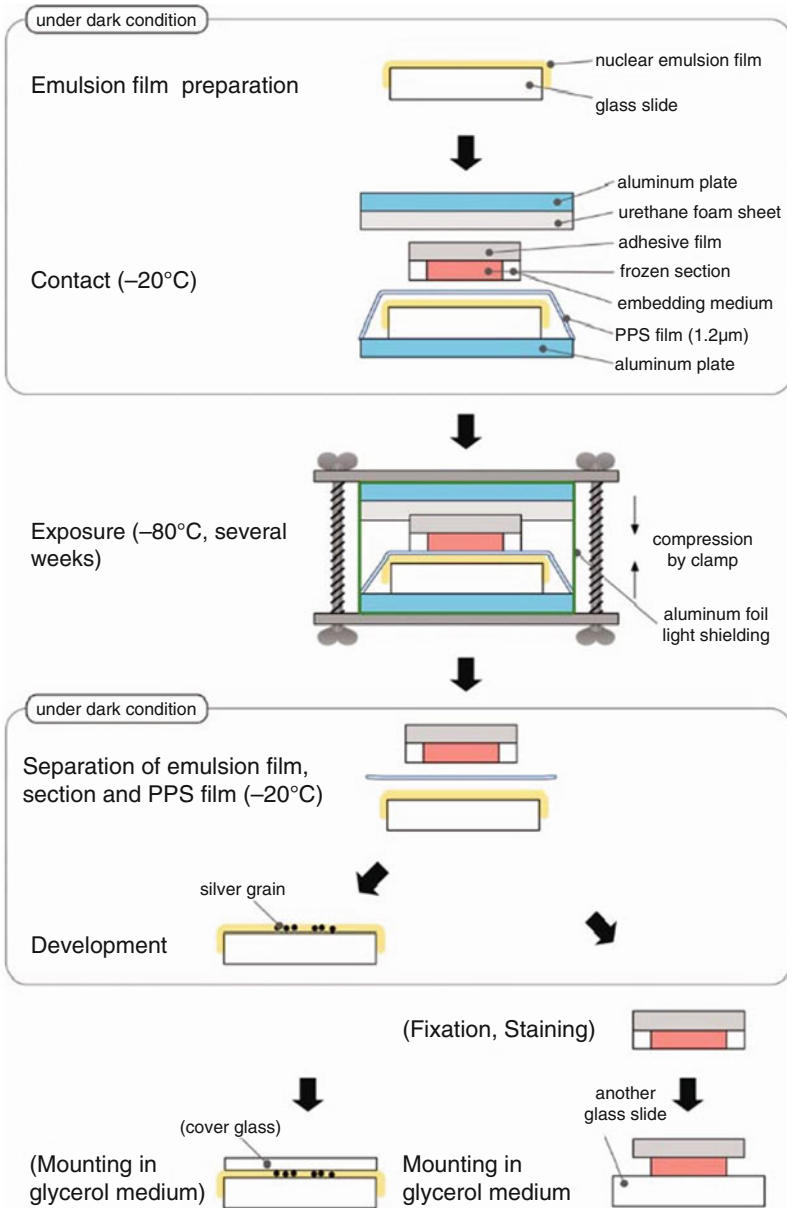 under dark condition
Emulsion film preparation
nuclear emulsion film
glass slide
aluminum plate
urethane foam sheet
adhesive film
frozen section
embedding medium
PPS film (1.2μm)
aluminum plate
Contact (–20°C)
Exposure (–80°C, several
weeks)
compression
by clamp
aluminum foil
light shielding
under dark condition
Separation of emulsion film,
section and PPS film (–20°C)
silver grain
Development
(Fixation, Staining)
another
glass slide
(cover glass)
(Mounting in
glycerol medium)
Mounting in
glycerol medium